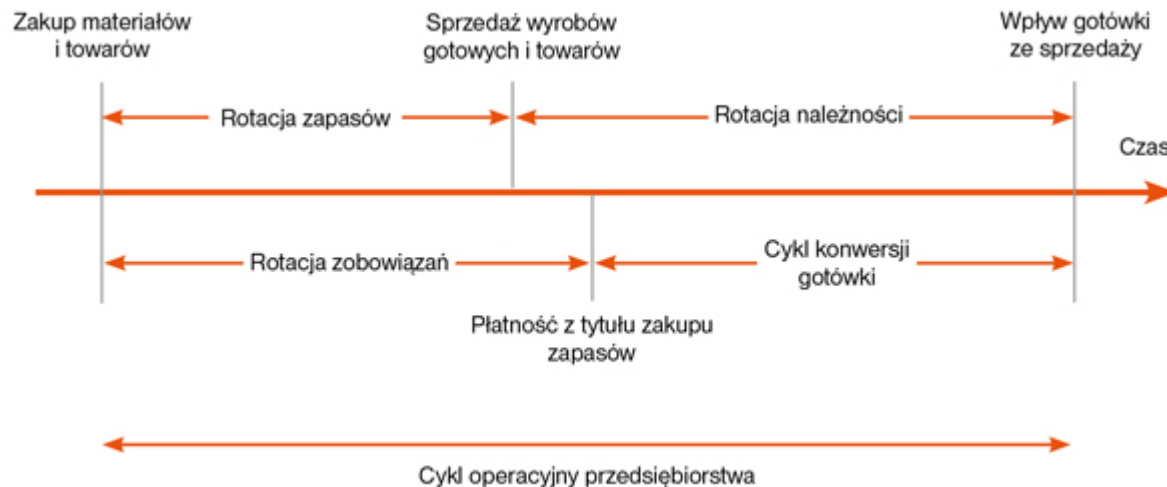 Zakup materiałów
i towarów
Sprzedaż wyrobów
gotowych i towarów
Wpływ gotówki
ze sprzedaży
Rotacja zapasów
Rotacja należności
Czas
Rotacja zobowiązań
Cykl konwersji
gotówki
Płatność z tytułu zakupu
zapasów
Cykl operacyjny przedsiębiorstwa